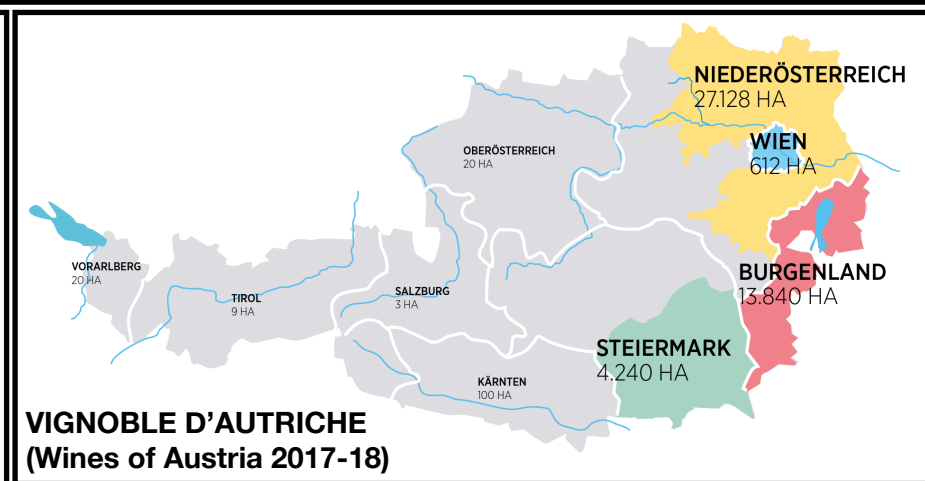 NIEDERÖSTERREICH
27.128 HA
WIEN
612 HA
OBERÖSTERREICH
20 HA
VORARLBERG
20 HA
TIROL
9 HA
SALZBURG
3 HA
BURGENLAND
13.840 HA
STEIERMARK
4.240 HA
KÄRNTEN
100 HA
VIGNOBLE D’AUTRICHE
(Wines of Austria 2017-18)